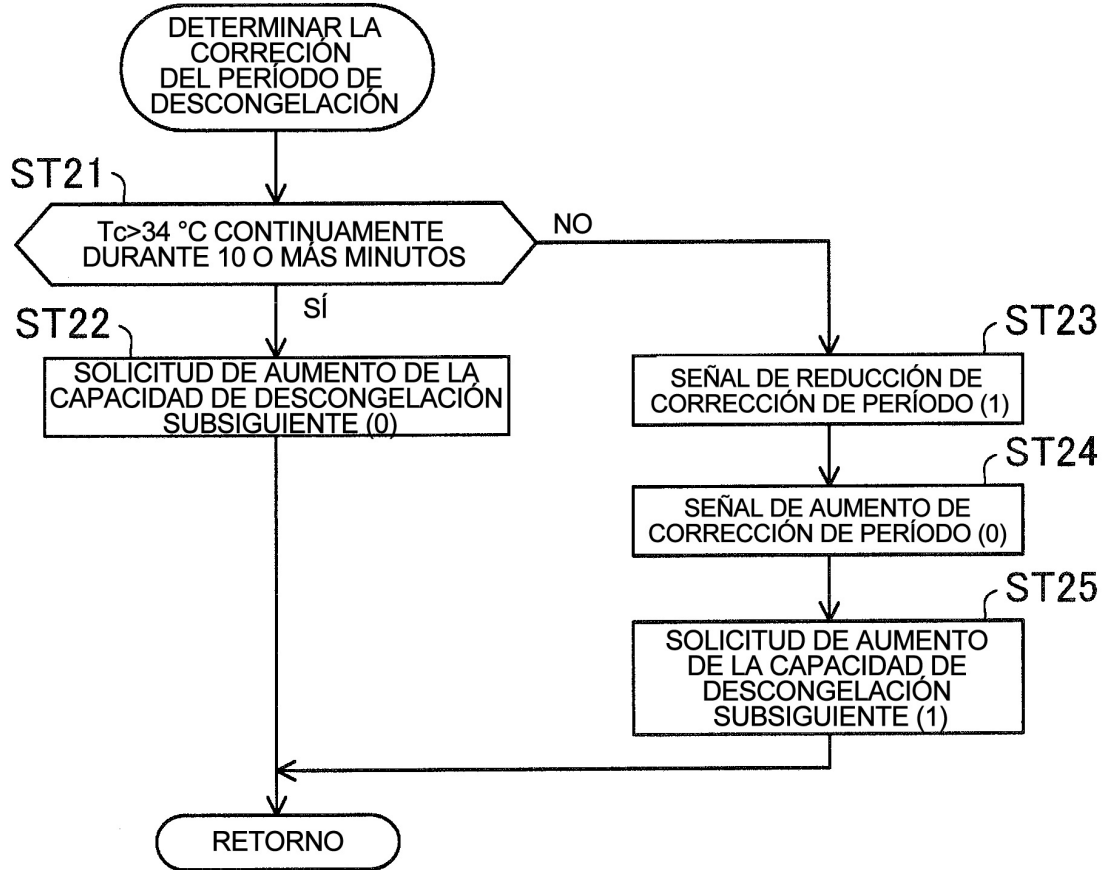 DETERMINAR LA
CORRECIÓN
DEL PERÍODO DE
DESCONGELACIÓN
ST21
Tc>34 °C CONTINUAMENTE
DURANTE 10 O MÁS MINUTOS
NO
SÍ
ST22
SOLICITUD DE AUMENTO DE LA
CAPACIDAD DE DESCONGELACIÓN
SUBSIGUIENTE (0)
ST23
SEÑAL DE REDUCCIÓN DE
CORRECCIÓN DE PERÍODO (1)
ST24
SEÑAL DE AUMENTO DE
CORRECCIÓN DE PERÍODO (0)
ST25
SOLICITUD DE AUMENTO
DE LA CAPACIDAD DE
DESCONGELACIÓN
SUBSIGUIENTE (1)
RETORNO